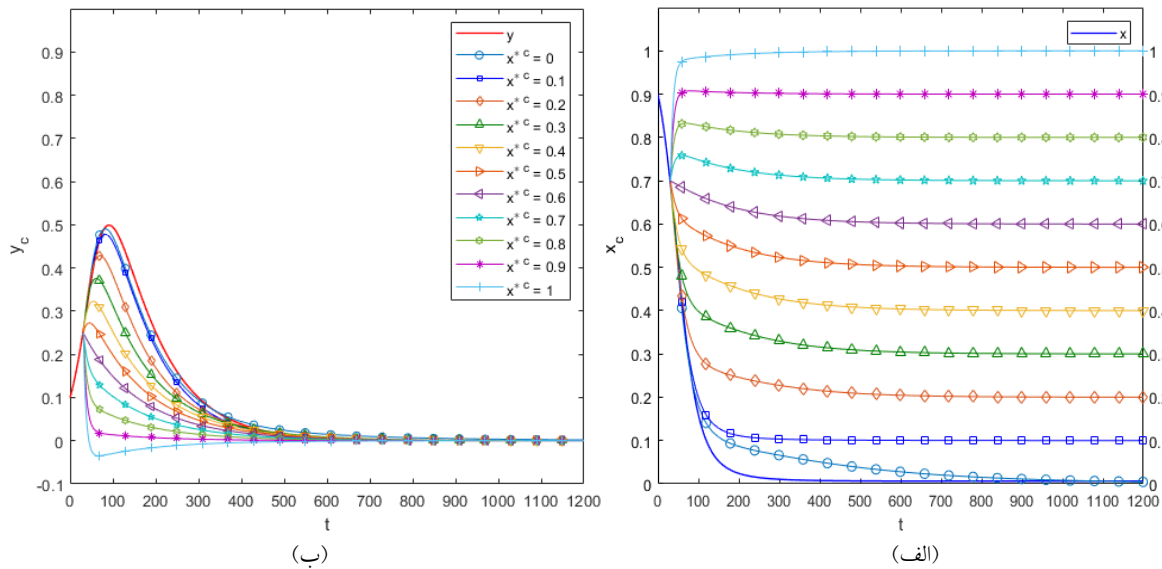 y
x*c = 0
x*c = 0.1
x*c = 0.2
x*c = 0.3
x*c = 0.4
x*c = 0.5
x*c = 0.6
x*c = 0.7
x*c = 0.8
x*c = 0.9
x*c = 1
0.9
0.8
0.7
0.6
0.5
0.4
0.3
0.2
0.1
0
-0.1
y_c
0 100 200 300 400 500 600 700 800 900 1000 1100 1200
t
(ب)
x
1
0.9
0.8
0.7
0.6
0.5
0.4
0.3
0.2
0.1
0
x_c
1
0
0 100 200 300 400 500 600 700 800 900 1000 1100 1200
t
(الف)